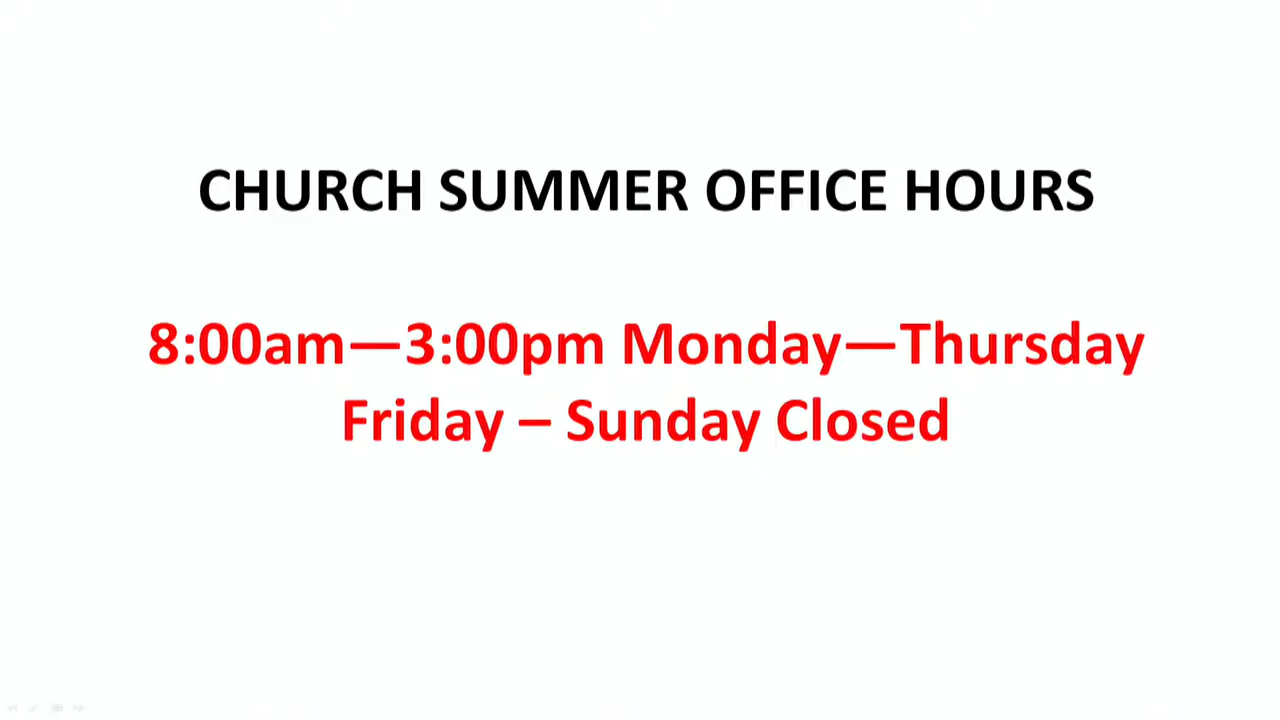 CHURCH SUMMER OFFICE HOURS
8:00am—3:00pm Monday—Thursday
Friday – Sunday Closed